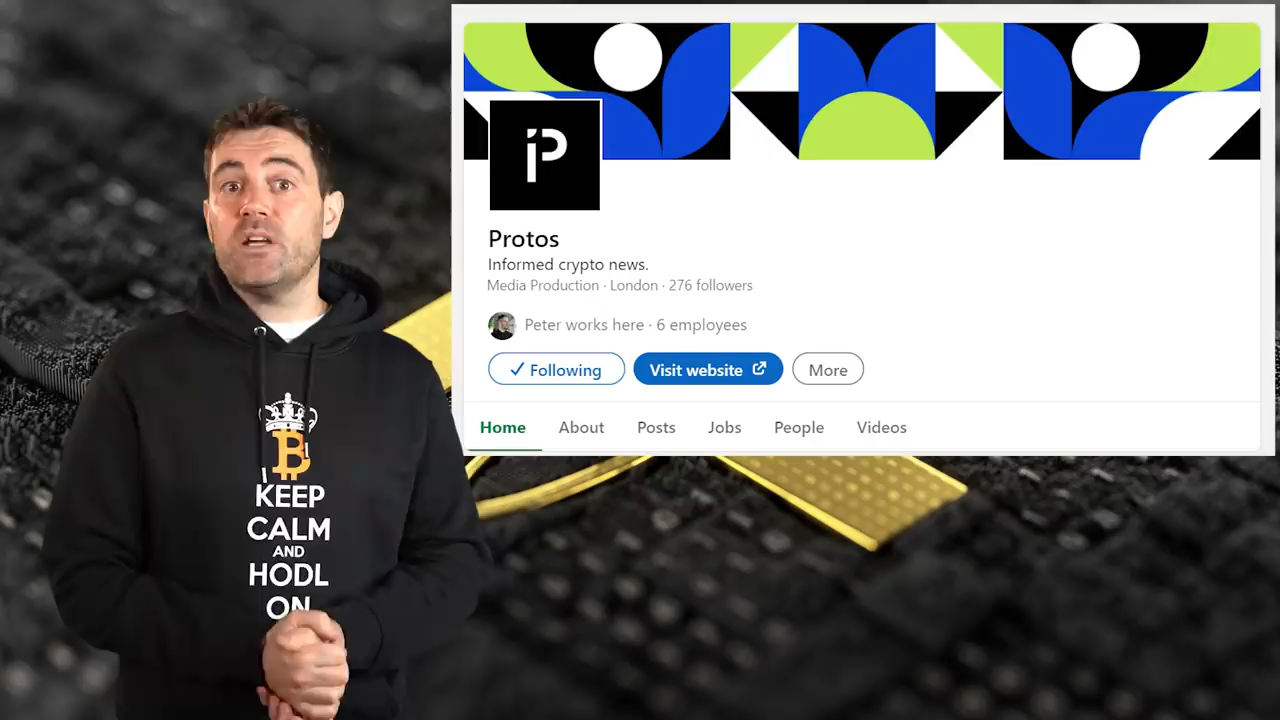 Protos
Informed crypto news.
Media Production · London · 276 followers
Peter works here · 6 employees
✓ Following
Visit website
More
Home
About
Posts
Jobs
People
Videos
B
KEEP
CALM
AND
HODL
ON